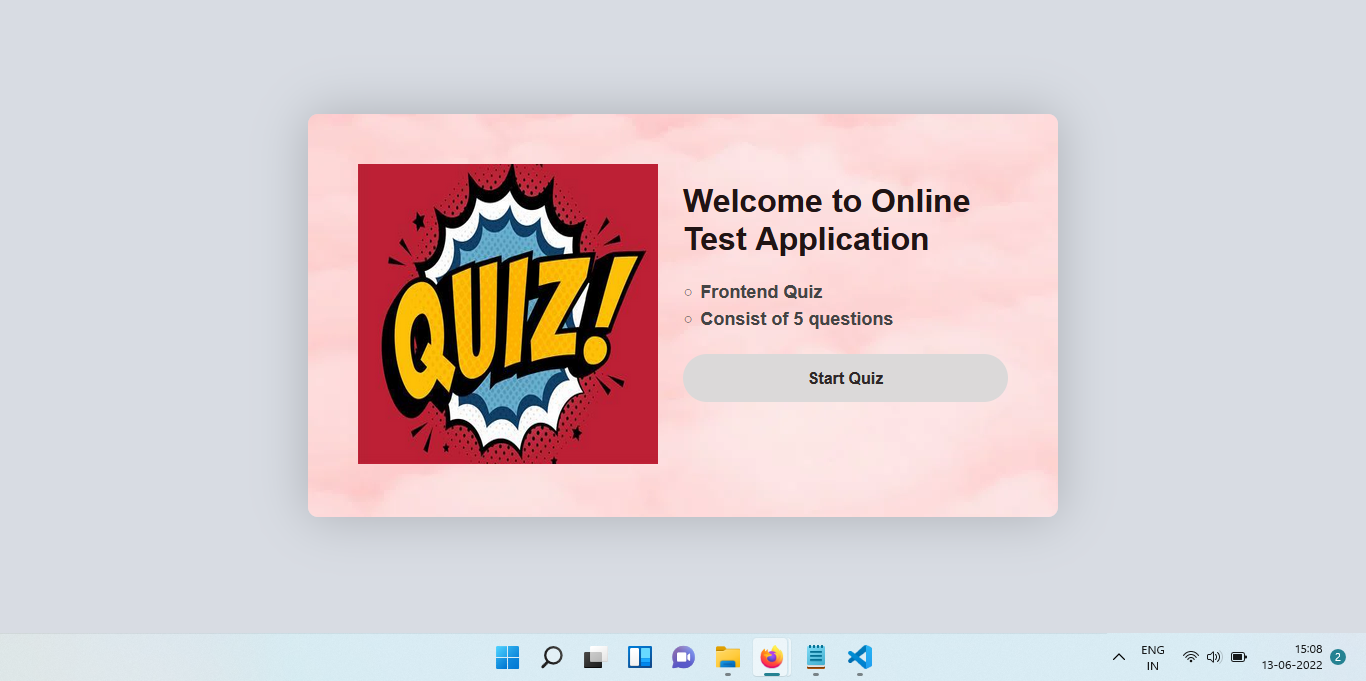 QUIZ!
Welcome to Online
Test Application
Frontend Quiz
Consist of 5 questions
Start Quiz
ENG
IN
15:08
13-06-2022
2